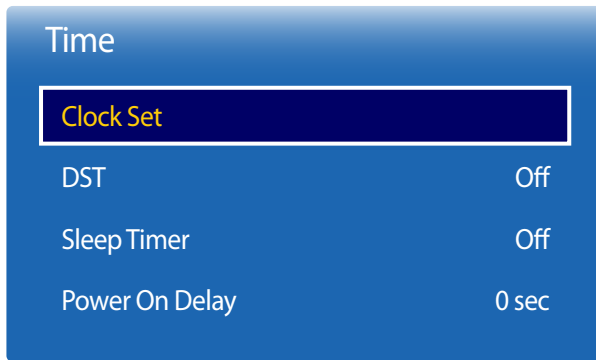 Time
Clock Set
DST Off
Sleep Timer Off
Power On Delay 0 sec